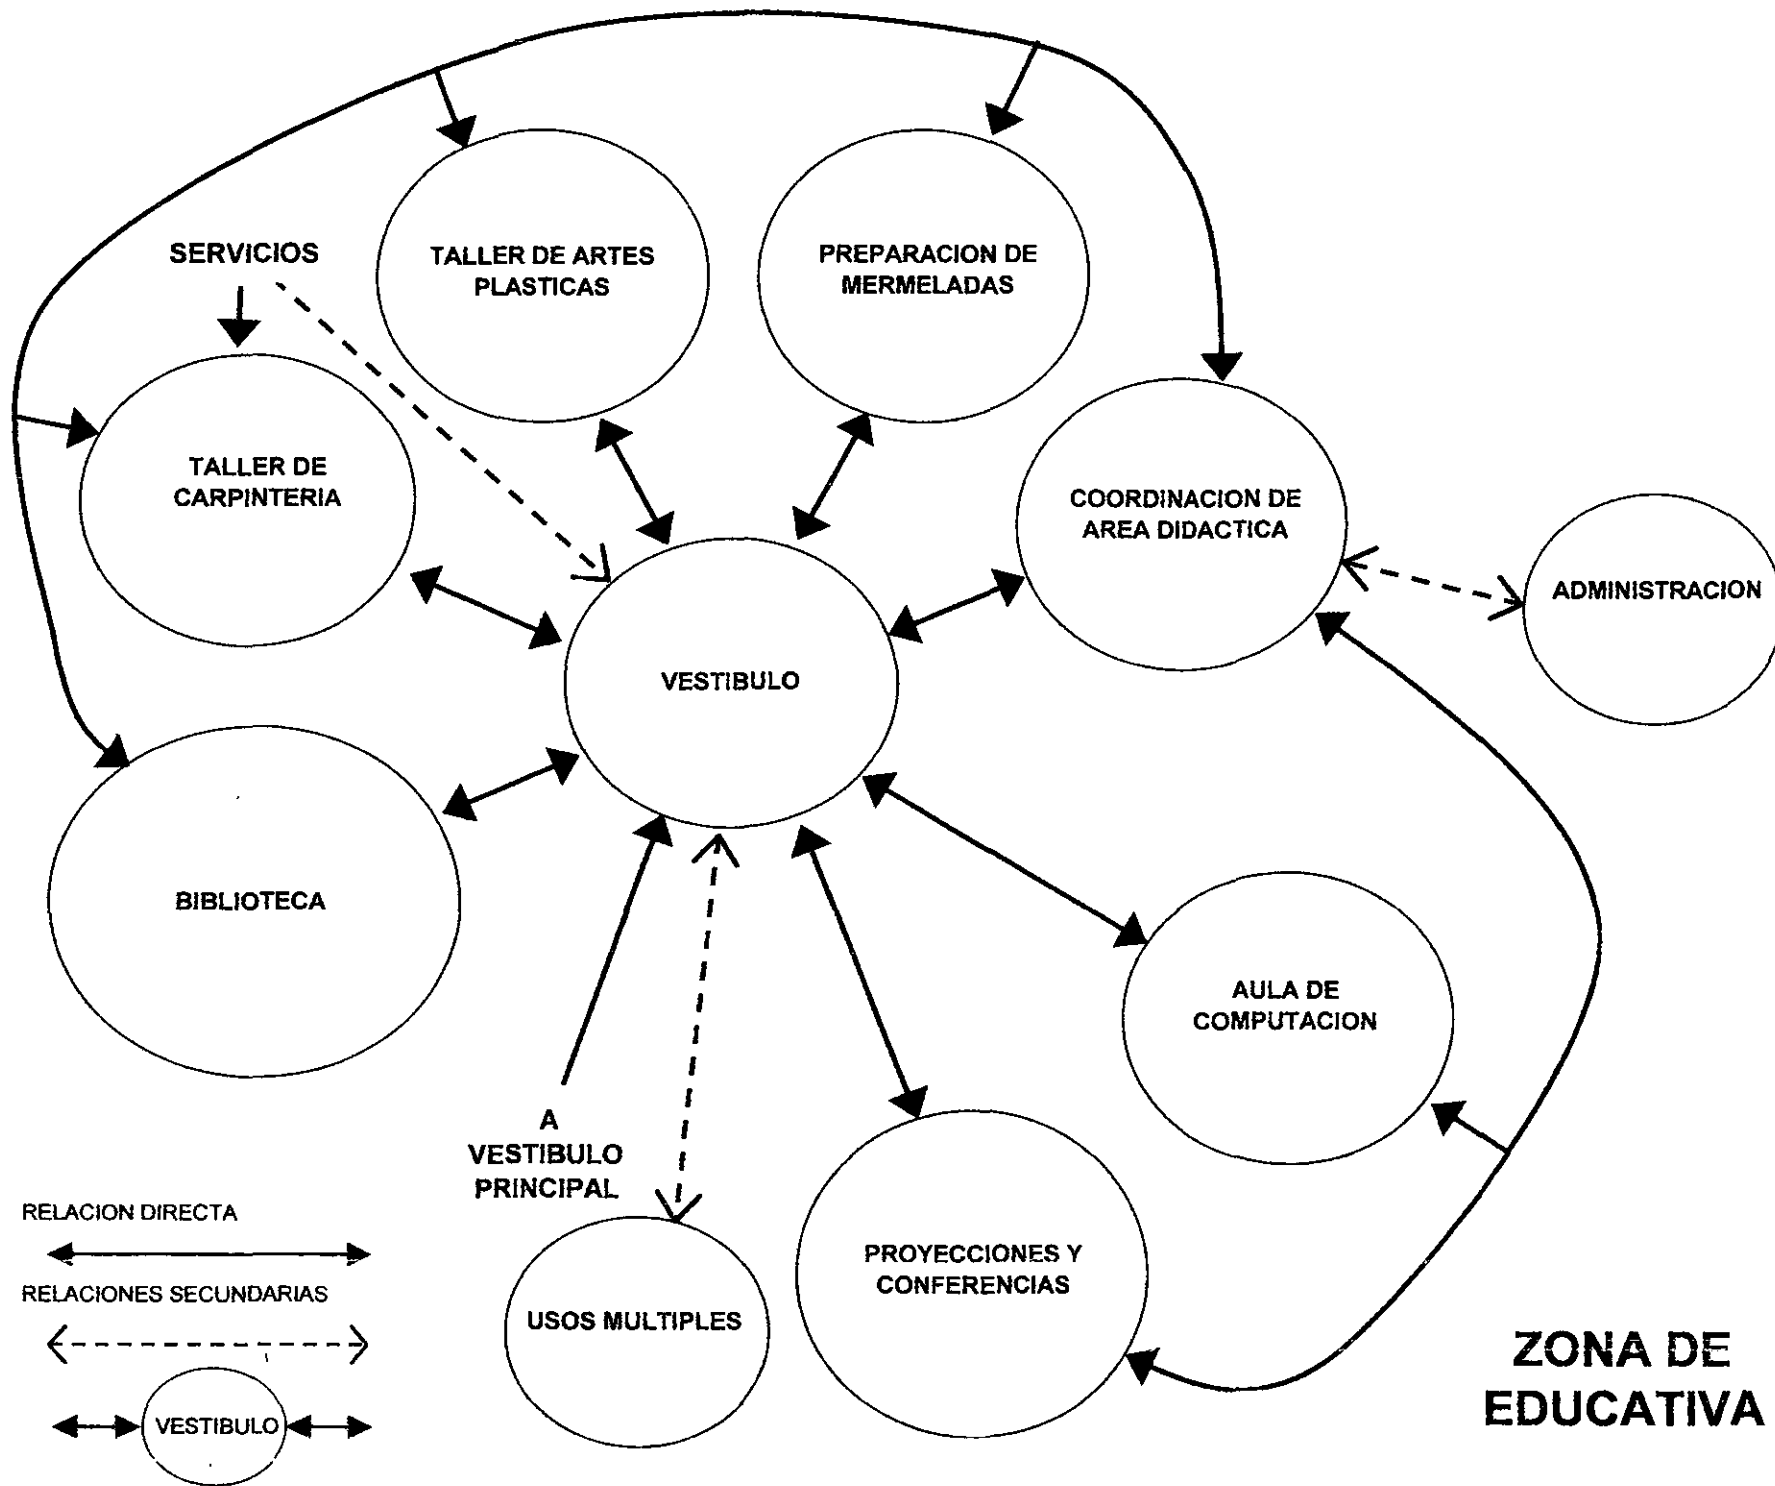 SERVICIOS
TALLER DE ARTES
PLASTICAS
PREPARACION DE
MERMELADAS
TALLER DE
CARPINTERIA
COORDINACION DE
AREA DIDACTICA
ADMINISTRACION
VESTIBULO
BIBLIOTECA
AULA DE
COMPUTACION
A
VESTIBULO
PRINCIPAL
PROYECCIONES Y
CONFERENCIAS
USOS MULTIPLES
RELACION DIRECTA
RELACIONES SECUNDARIAS
VESTIBULO
ZONA DE
EDUCATIVA